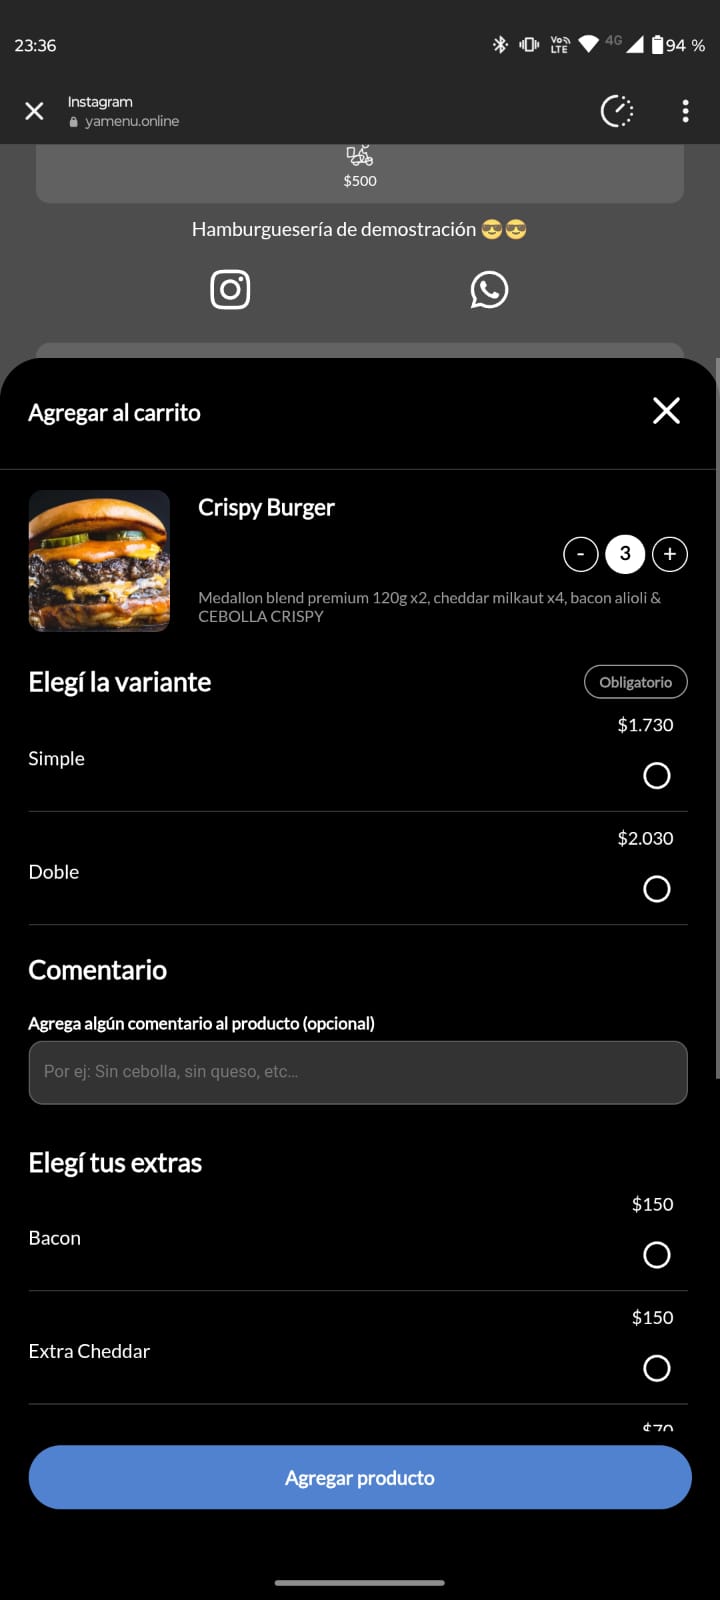 23:36
Vo)) LTE
4G
94 %
Instagram
yamenu.online
$500
Hamburguesería de demostración 😎😎
Agregar al carrito
Crispy Burger
- 3 +
Medallon blend premium 120g x2, cheddar milkaut x4, bacon alioli &
CEBOLLA CRISPY
Elegí la variante
Obligatorio
$1.730
Simple
$2.030
Doble
Comentario
Agrega algún comentario al producto (opcional)
Por ej: Sin cebolla, sin queso, etc...
Elegí tus extras
$150
Bacon
$150
Extra Cheddar
$70
Agregar producto